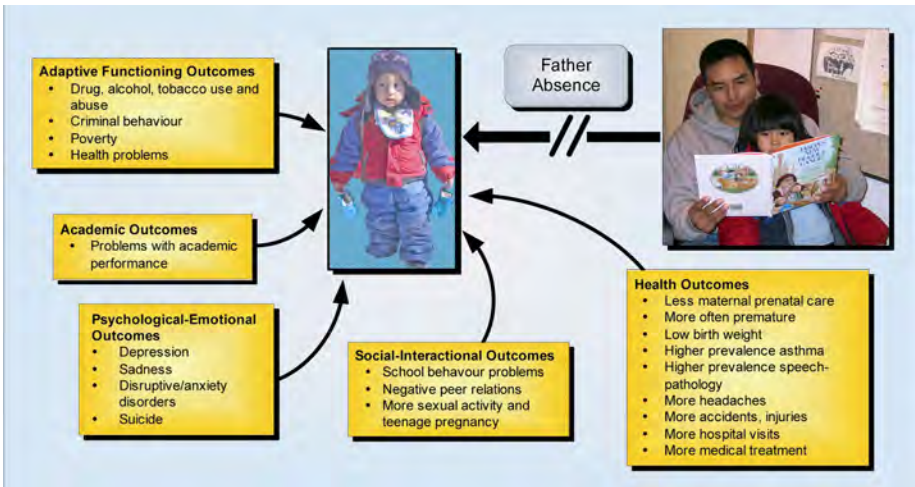 Father
Absence
Adaptive Functioning Outcomes
• Drug, alcohol, tobacco use and
abuse
• Criminal behaviour
• Poverty
• Health problems
Academic Outcomes
• Problems with academic
performance
Psychological-Emotional
Outcomes
• Depression
• Sadness
• Disruptive/anxiety
disorders
• Suicide
Social-Interactional Outcomes
• School behavour problems
• Negative peer relations
• More sexual activity and
teenage pregnancy
Health Outcomes
• Less maternal prenatal care
• More often premature
• Low birth weight
• Higher prevalence asthma
• Higher prevalence speech-
pathology
• More headaches
• More accidents, injuries
• More hospital visits
• More medical treatment